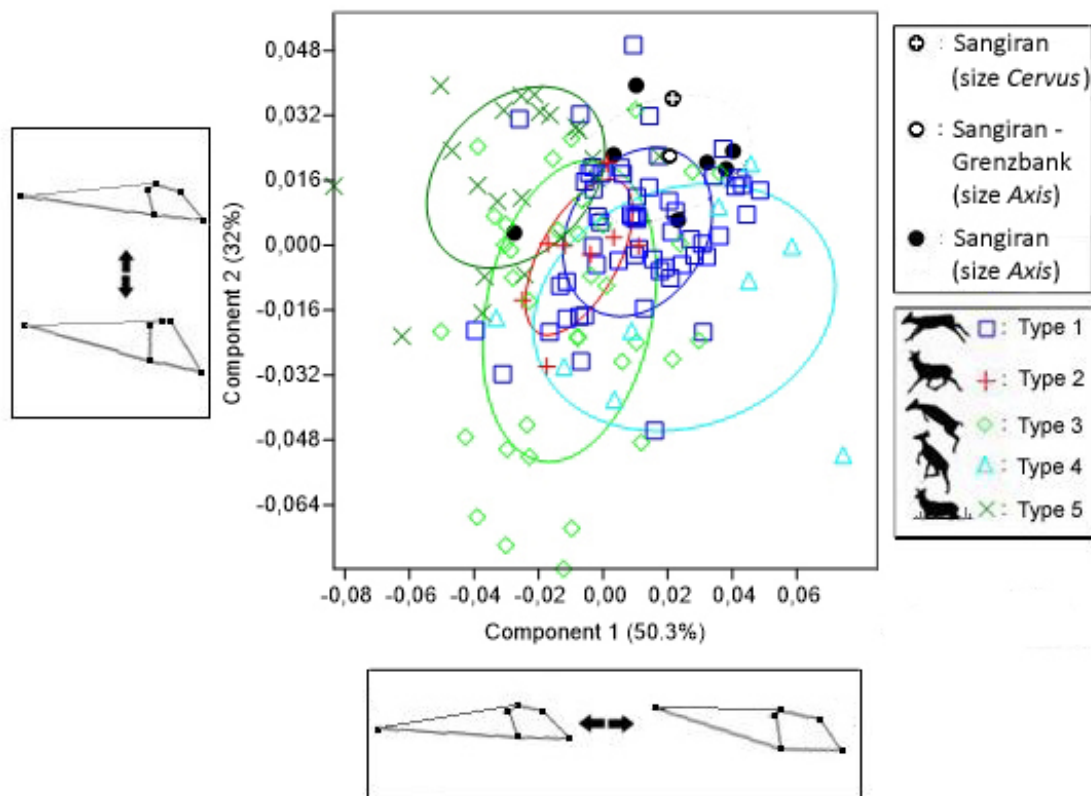 0,048
0,032
0,016
0,000
-0,016
-0,032
-0,048
-0,064
Component 2 (32%)
-0,08 -0,06 -0,04 -0,02 0,00 0,02 0,04 0,06
Component 1 (50.3%)
: Sangiran
(size Cervus)
: Sangiran -
Grenzbank
(size Axis)
: Sangiran
(size Axis)
: Type 1
: Type 2
: Type 3
: Type 4
: Type 5